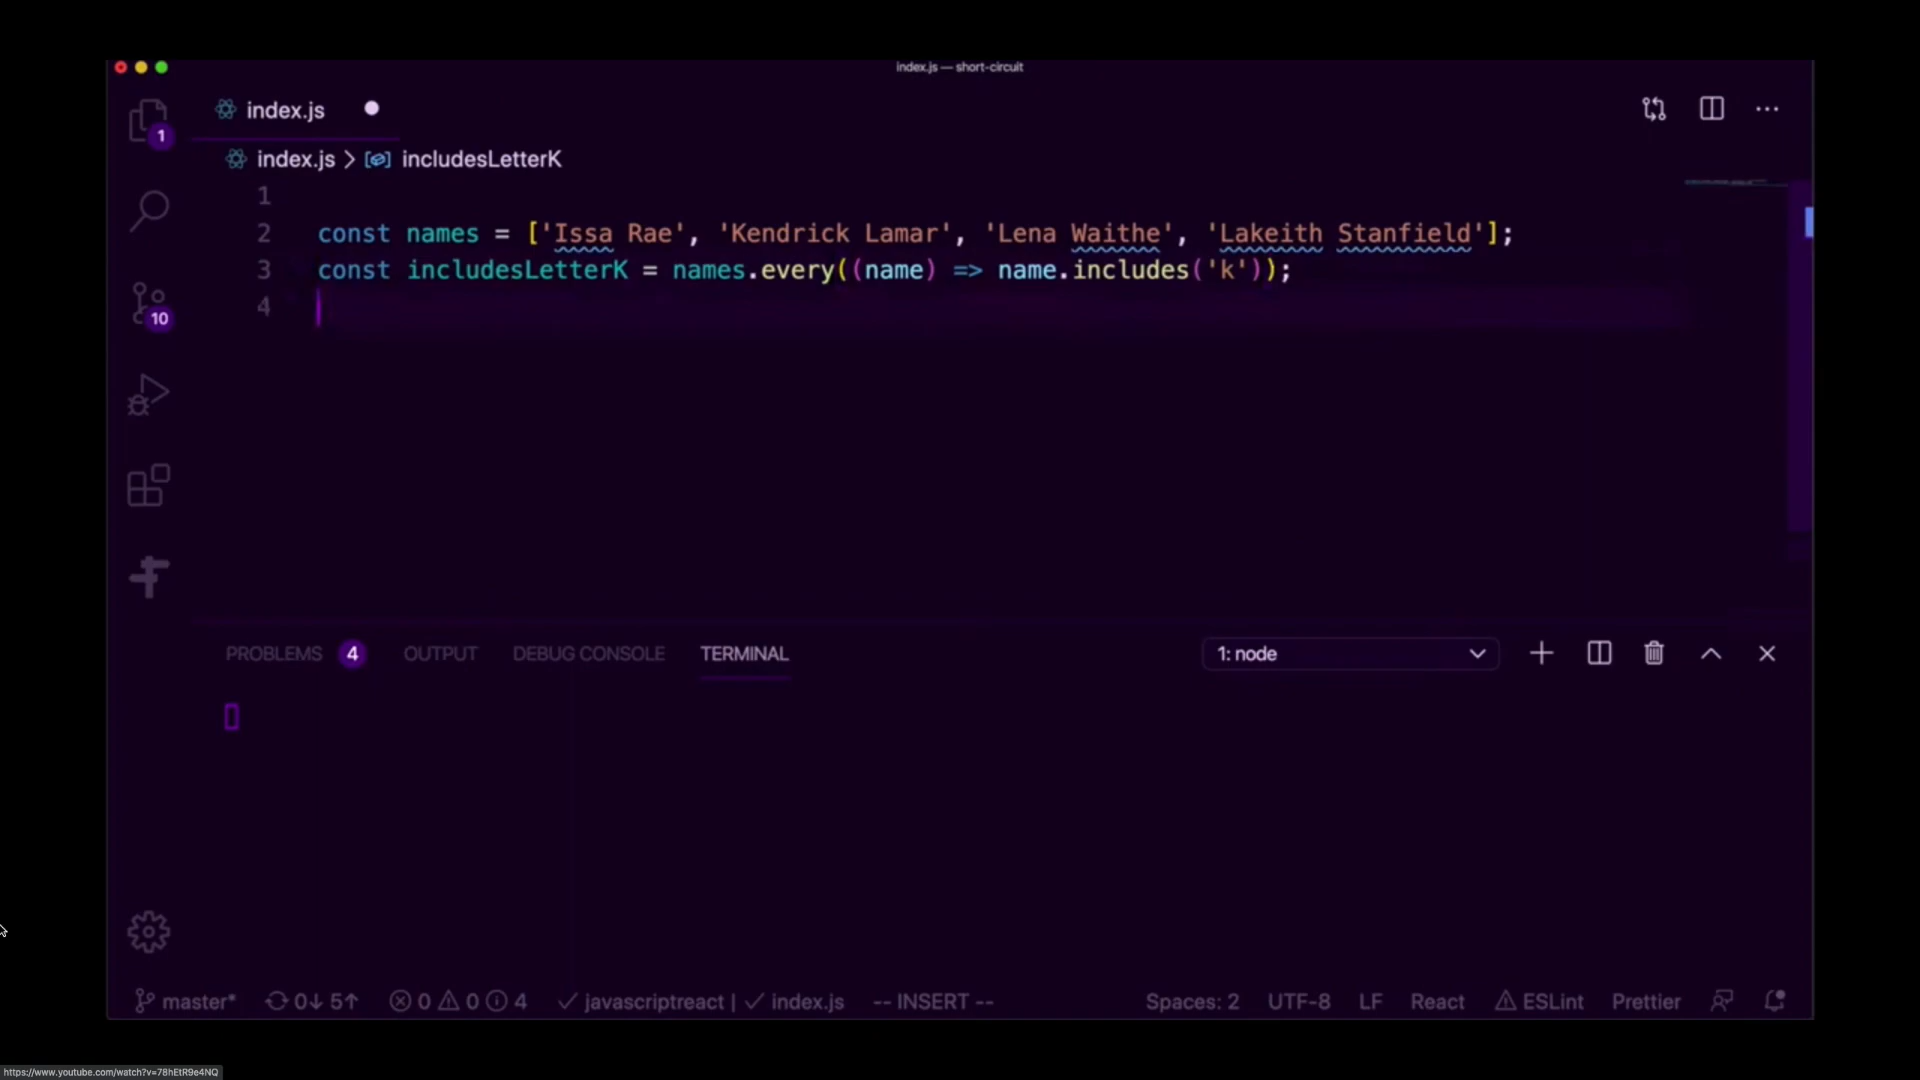 index.js — short-circuit
index.js
1
index.js > includesLetterK
1
2 const names = ['Issa Rae', 'Kendrick Lamar', 'Lena Waithe', 'Lakeith Stanfield'];
3 const includesLetterK = names.every((name) => name.includes('k'));
4
10
PROBLEMS 4 OUTPUT DEBUG CONSOLE TERMINAL 1: node
master* 0↓ 5↑ 0 0 4 javascriptreact | index.js -- INSERT -- Spaces: 2 UTF-8 LF React ESLint Prettier
https://www.youtube.com/watch?v=78hEtR9e4NQ